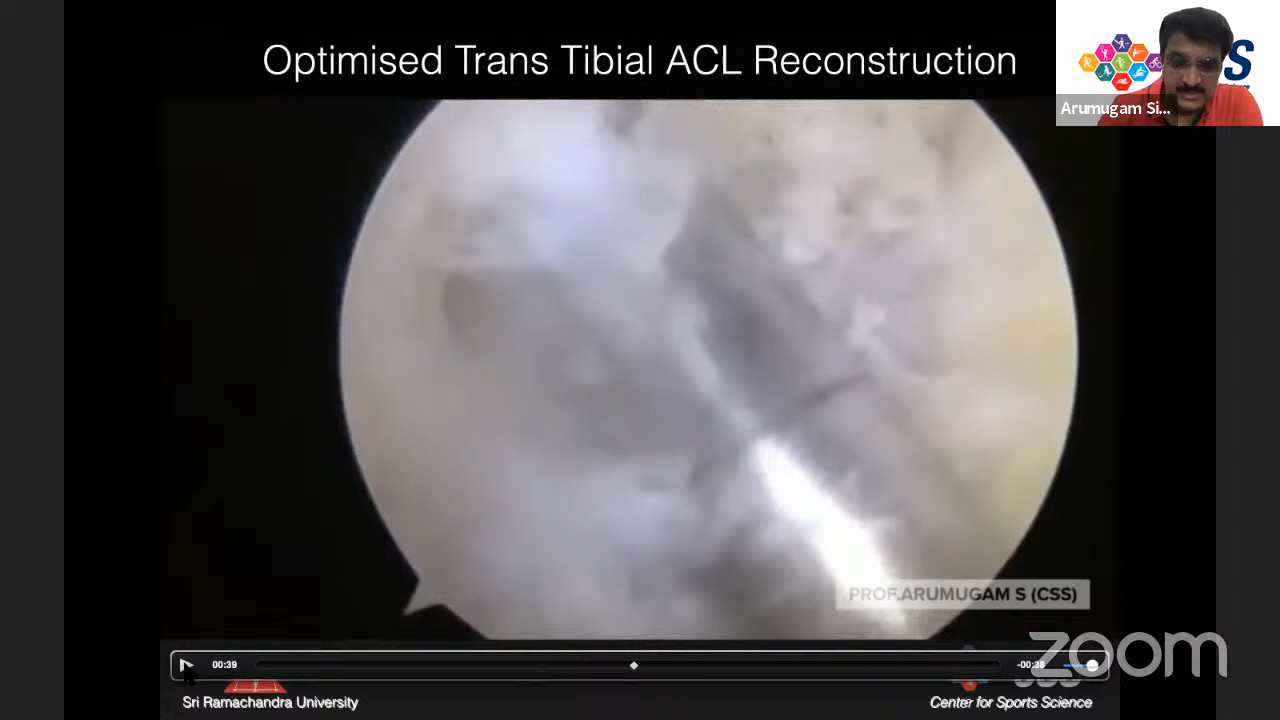 Optimised Trans Tibial ACL Reconstruction
S
Arumugam Si...
PROF.ARUMUGAM S (CSS)
zoom
00:39
-00:38
Sri Ramachandra University
Center for Sports Science